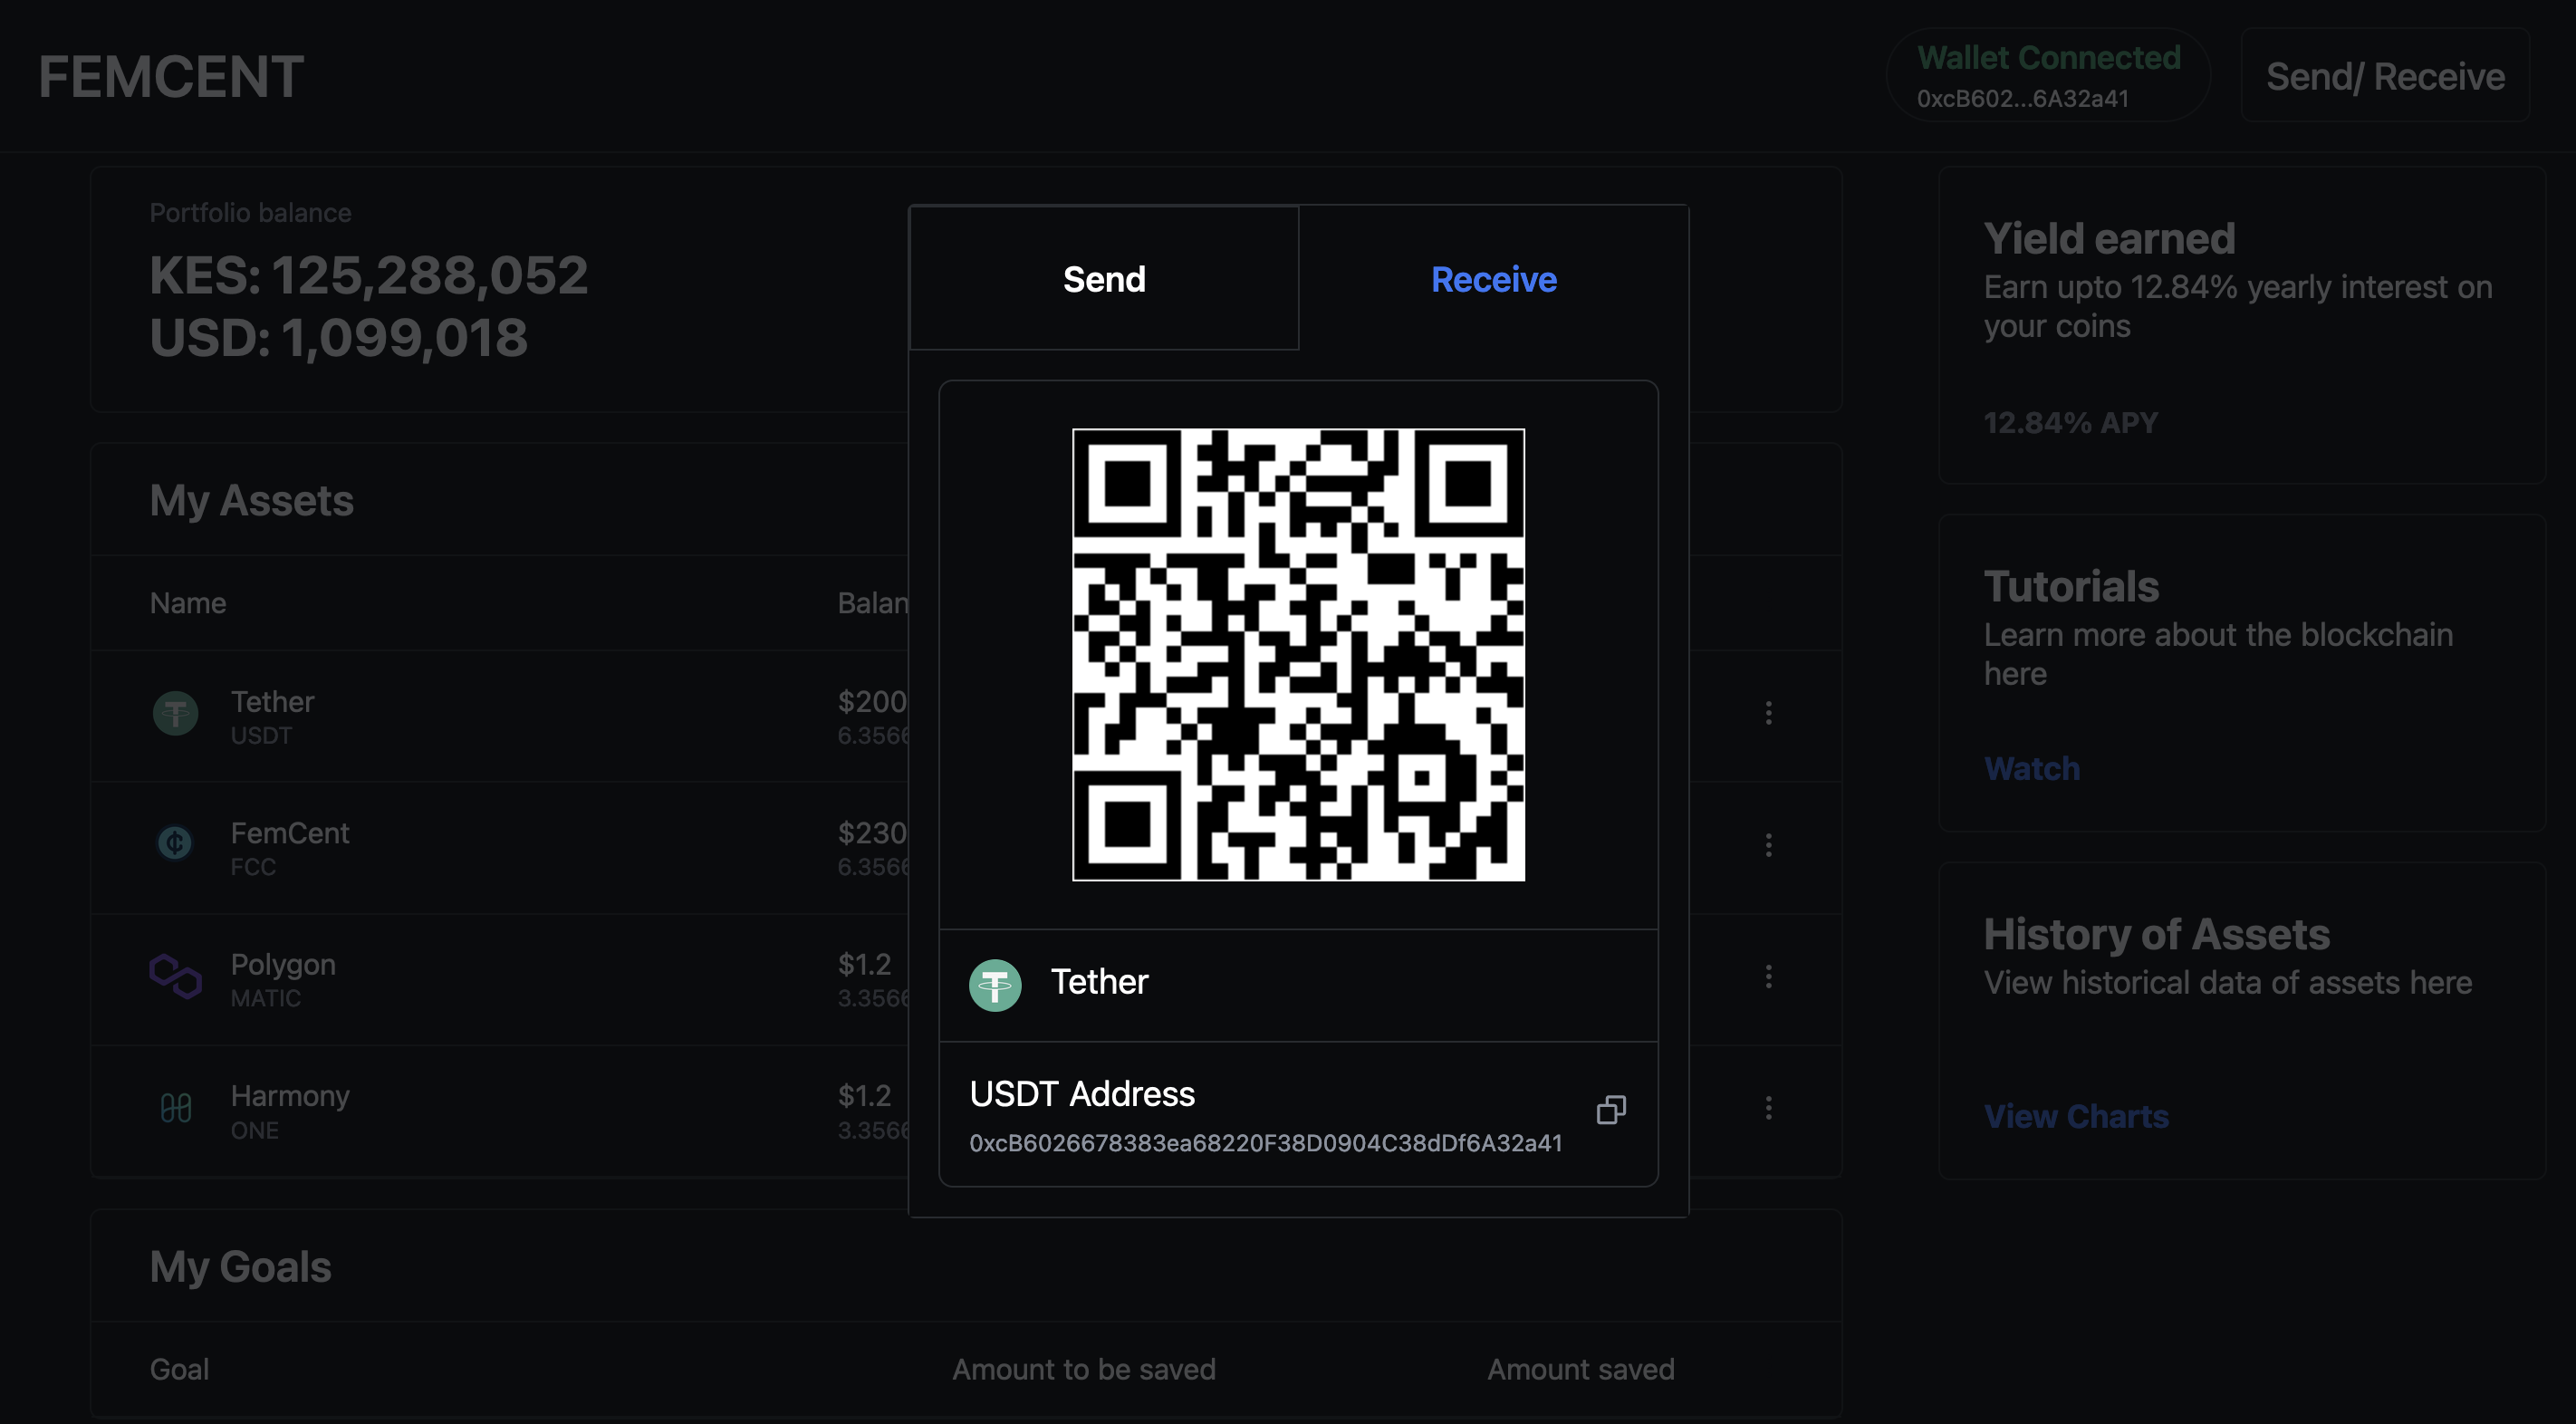 FEMCENT
Wallet Connected
0xcB602...6A32a41
Send/ Receive
Portfolio balance
KES: 125,288,052
USD: 1,099,018
Send
Receive
Yield earned
Earn upto 12.84% yearly interest on
your coins
12.84% APY
My Assets
Name
Balan
Tether
USDT
$200
6.3566
FemCent
FCC
$230
6.3566
Polygon
MATIC
$1.2
3.3566
Harmony
ONE
$1.2
3.3566
Tether
USDT Address
0xcB6026678383ea68220F38D0904C38dDf6A32a41
Tutorials
Learn more about the blockchain
here
Watch
History of Assets
View historical data of assets here
View Charts
My Goals
Goal
Amount to be saved
Amount saved